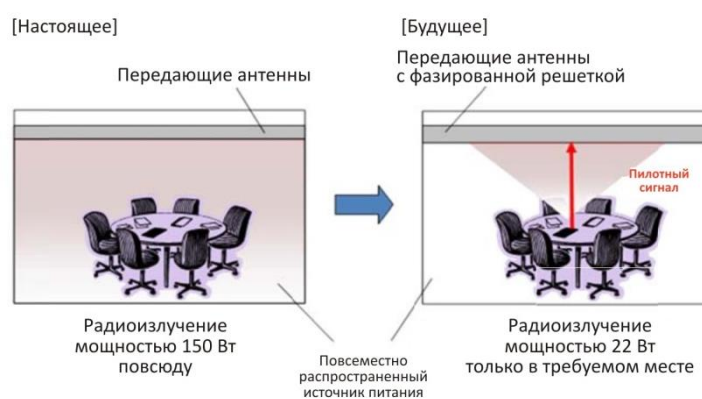 [Настоящее]
[Будущее]
Передающие антенны
Передающие антенны
с фазированной решеткой
Пилотный
сигнал
Радиоизлучение
мощностью 150 Вт
повсюду
Повсеместно
распространенный
источник питания
Радиоизлучение
мощностью 22 Вт
только в требуемом месте